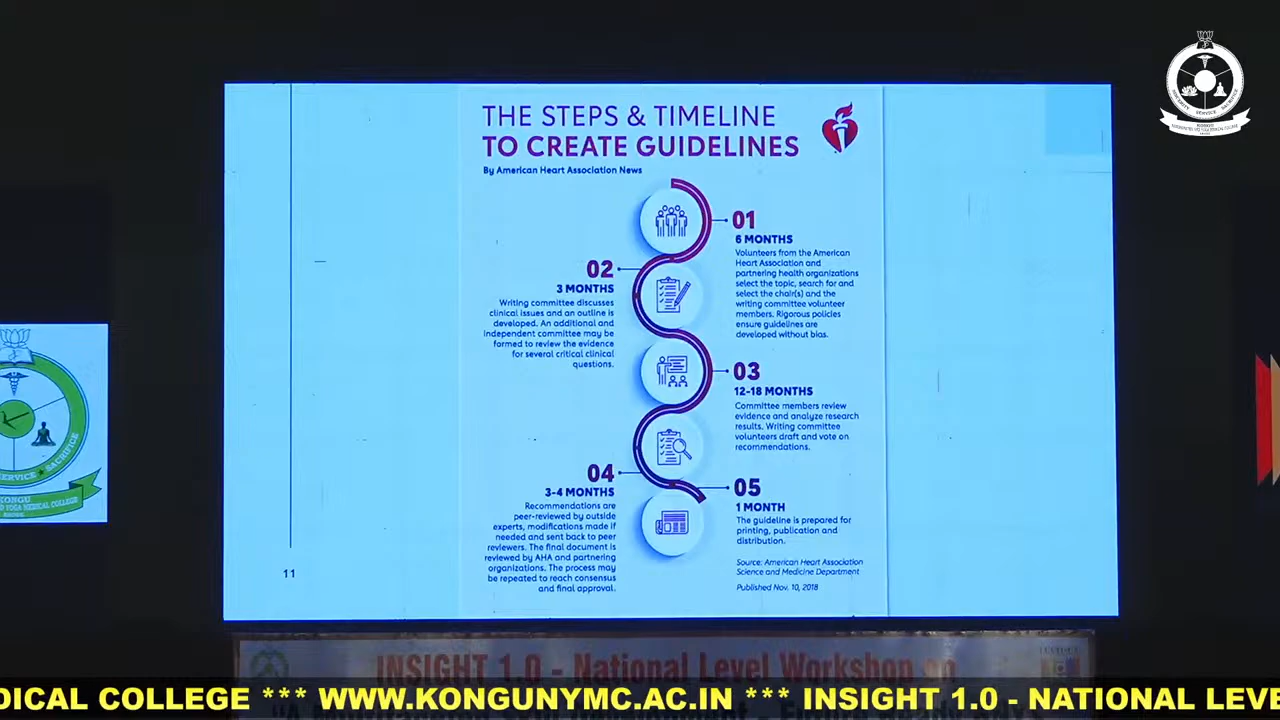 THE STEPS & TIMELINE
TO CREATE GUIDELINES
By American Heart Association News
01
6 MONTHS
Volunteers from the American
Heart Association and
partnering health organizations
select the topic, search for and
select the chair(s) and the
writing committee volunteer
members. Rigorous policies
ensure guidelines are
developed without bias.
02
3 MONTHS
Writing committee discusses
clinical issues and an outline is
developed. An additional and
independent committee may be
formed to review the evidence
for several critical clinical
questions.
03
12-18 MONTHS
Committee members review
evidence and analyze research
results. Writing committee
volunteers draft and vote on
recommendations.
04
3-4 MONTHS
Recommendations are
peer-reviewed by outside
experts, modifications made if
needed and sent back to peer
reviewers. The final document is
reviewed by AHA and partnering
organizations. The process may
be repeated to reach consensus
and final approval.
05
1 MONTH
The guideline is prepared for
printing, publication and
distribution.
Source: American Heart Association
Science and Medicine Department
Published Nov. 10, 2018
11
SERVICE
KONGU
YOGA MEDICAL COLLEGE
INSIGHT 1.0 - National Level Workshop on
DICAL COLLEGE *** WWW.KONGUNYMC.AC.IN *** INSIGHT 1.0 - NATIONAL LEVE